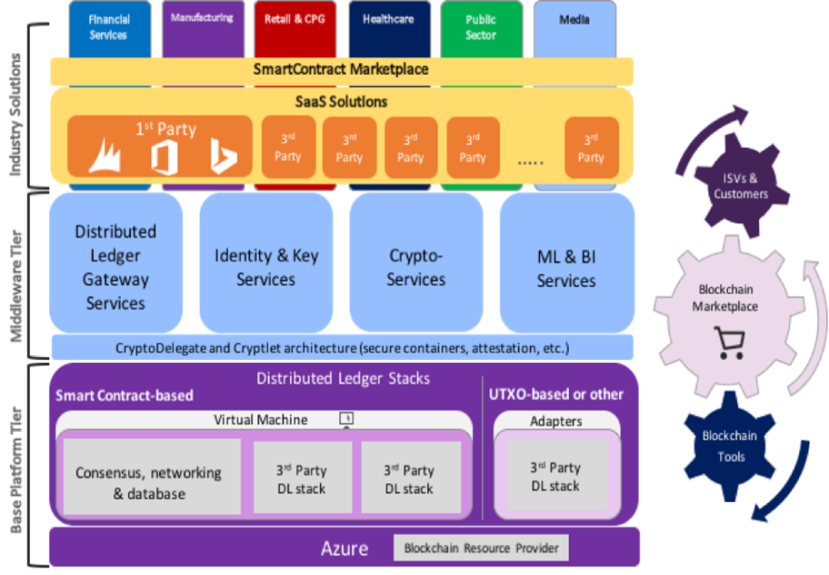 Financial
Services
Manufacturing
Retail & CPG
Healthcare
Public
Sector
Media
SmartContract Marketplace
SaaS Solutions
1st Party
3rd
Party
3rd
Party
3rd
Party
3rd
Party
.....
3rd
Party
Industry Solutions
Distributed
Ledger
Gateway
Services
Identity & Key
Services
Crypto-
Services
ML & BI
Services
CryptoDelegate and Cryptlet architecture (secure containers, attestation, etc.)
Middleware Tier
Distributed Ledger Stacks
Smart Contract-based
UTXO-based or other
Virtual Machine
Adapters
Consensus, networking
& database
3rd Party
DL stack
3rd Party
DL stack
3rd Party
DL stack
Azure
Blockchain Resource Provider
Base Platform Tier
ISVs &
Customers
Blockchain
Marketplace
Blockchain
Tools